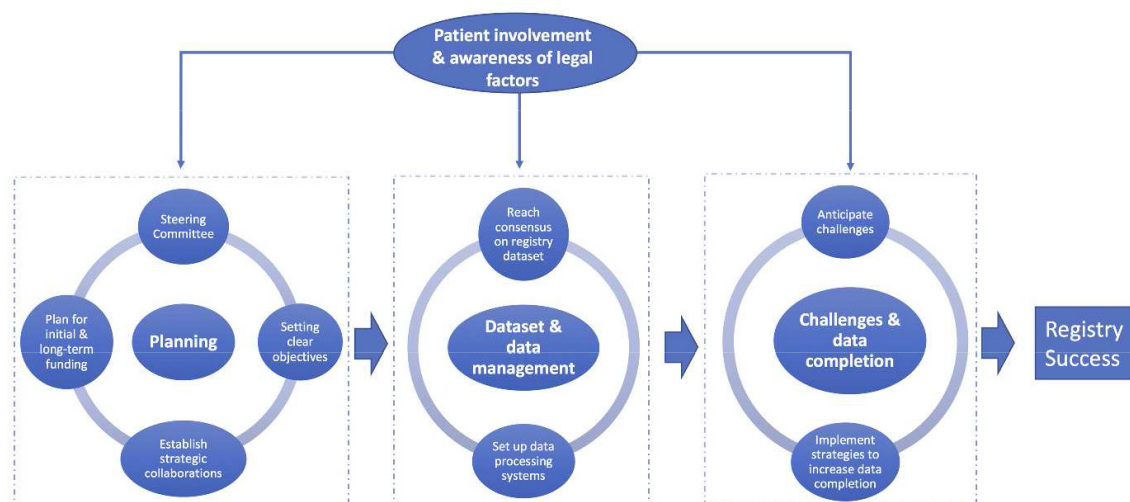 Patient involvement
& awareness of legal
factors
Steering
Committee
Plan for
initial &
long-term
funding
Planning
Setting
clear
objectives
Establish
strategic
collaborations
Reach
consensus
on registry
dataset
Dataset &
data
management
Set up data
processing
systems
Anticipate
challenges
Challenges &
data
completion
Implement
strategies to
increase data
completion
Registry
Success